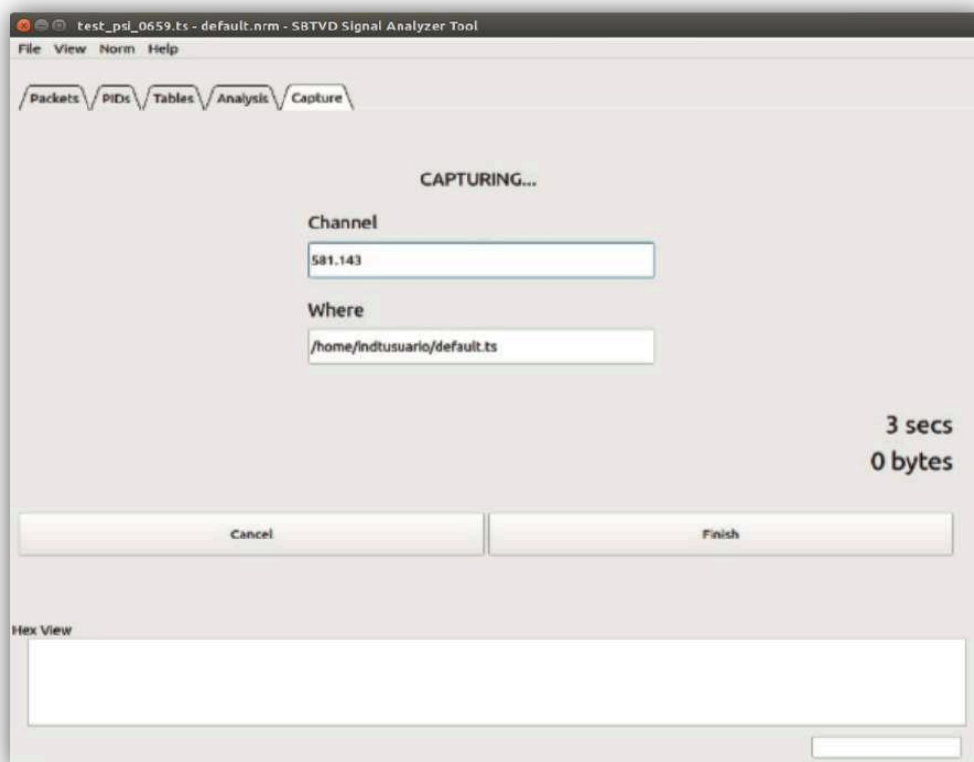 test_psi_0659.ts - default.nrm - SBTVD Signal Analyzer Tool
File View Norm Help
Packets PIDs Tables Analysis Capture
CAPTURING...
Channel
581.143
Where
/home/indtusuario/default.ts
3 secs
0 bytes
Cancel Finish
Hex View